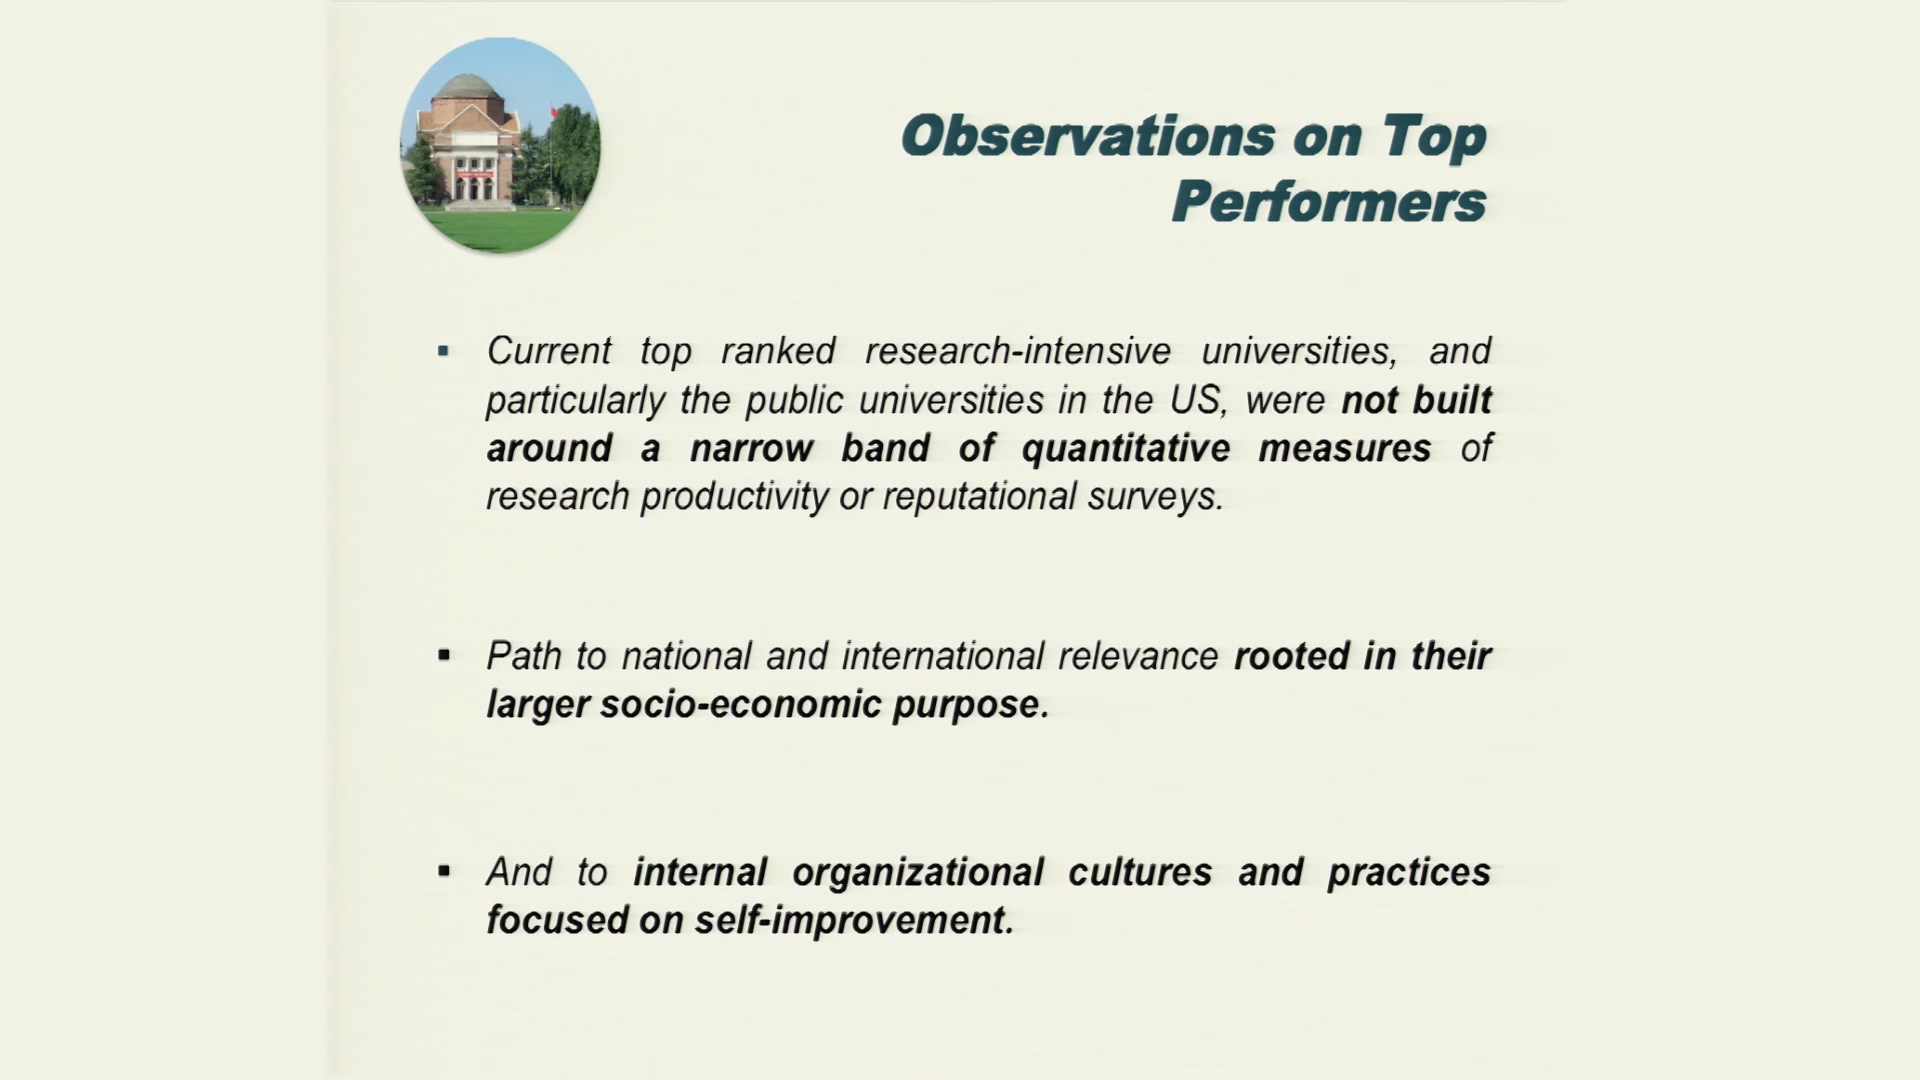 Observations on Top
Performers
▪ Current top ranked research-intensive universities, and
particularly the public universities in the US, were not built
around a narrow band of quantitative measures of
research productivity or reputational surveys.
▪ Path to national and international relevance rooted in their
larger socio-economic purpose.
▪ And to internal organizational cultures and practices
focused on self-improvement.